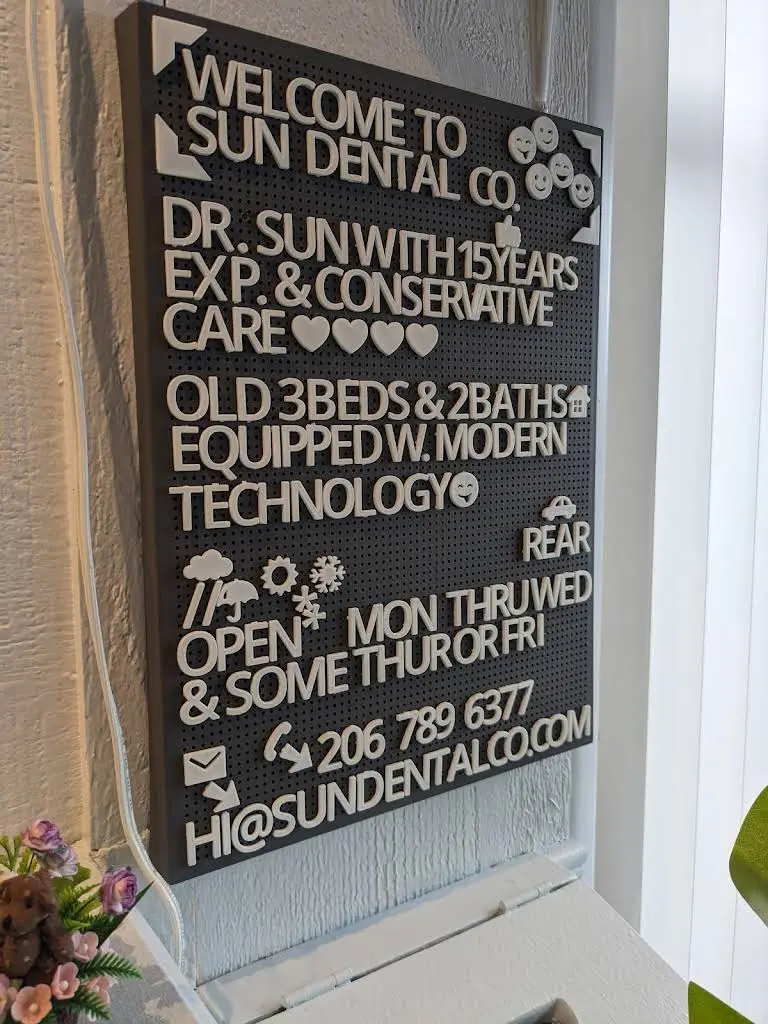 WELCOME TO
SUN DENTAL CO.
DR. SUN WITH 15YEARS
EXP. & CONSERVATIVE
CARE
OLD 3BEDS & 2BATHS
EQUIPPED W. MODERN
TECHNOLOGY
REAR
OPEN MON THRU WED
& SOME THUR OR FRI
206 789 6377
HI@SUNDENTALCO.COM